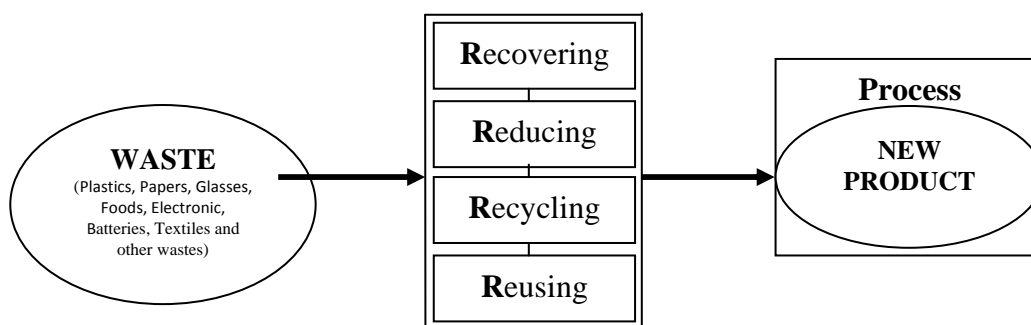 WASTE
(Plastics, Papers, Glasses,
Foods, Electronic,
Batteries, Textiles and
other wastes)
Recovering
Reducing
Recycling
Reusing
Process
NEW
PRODUCT